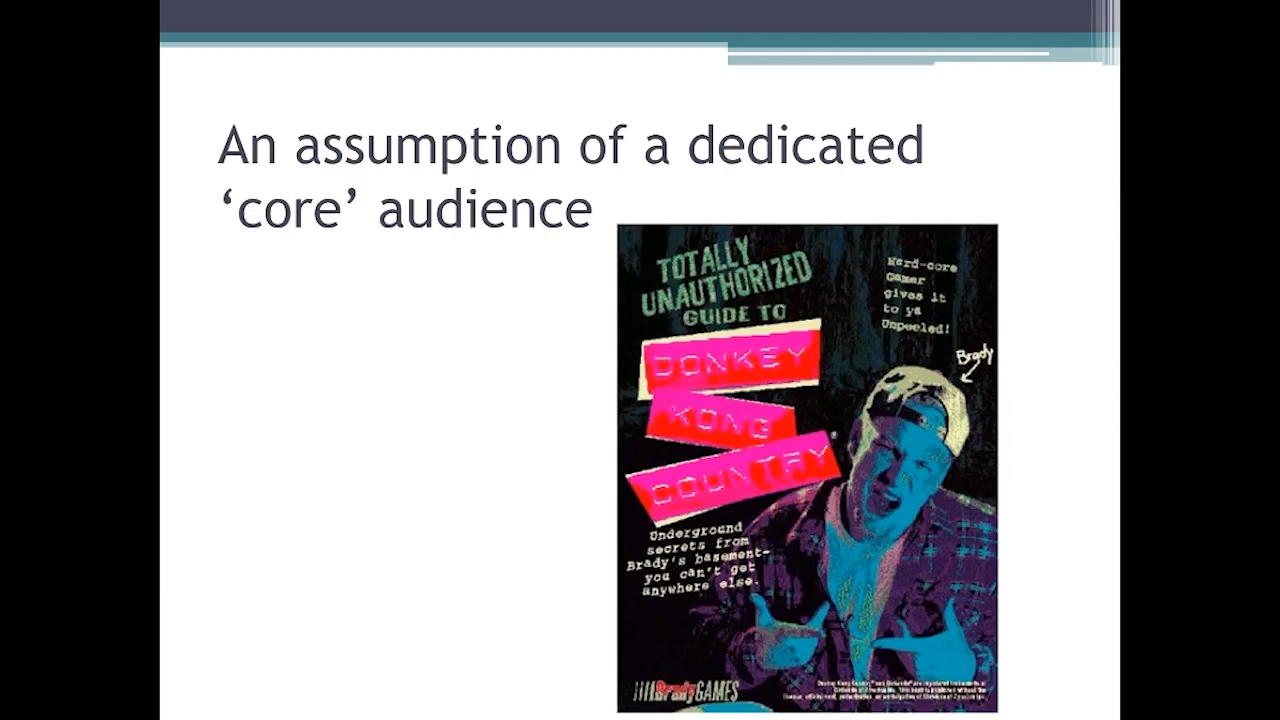 An assumption of a dedicated
‘core’ audience
TOTALLY
UNAUTHORIZED
GUIDE TO
DONKEY
KONG
COUNTRY
Hard-core
Gamer
gives it
to ya
Unpeeled!
Brady
Underground
secrets from
Brady's basement-
you can't get
anywhere else.
BradyGAMES